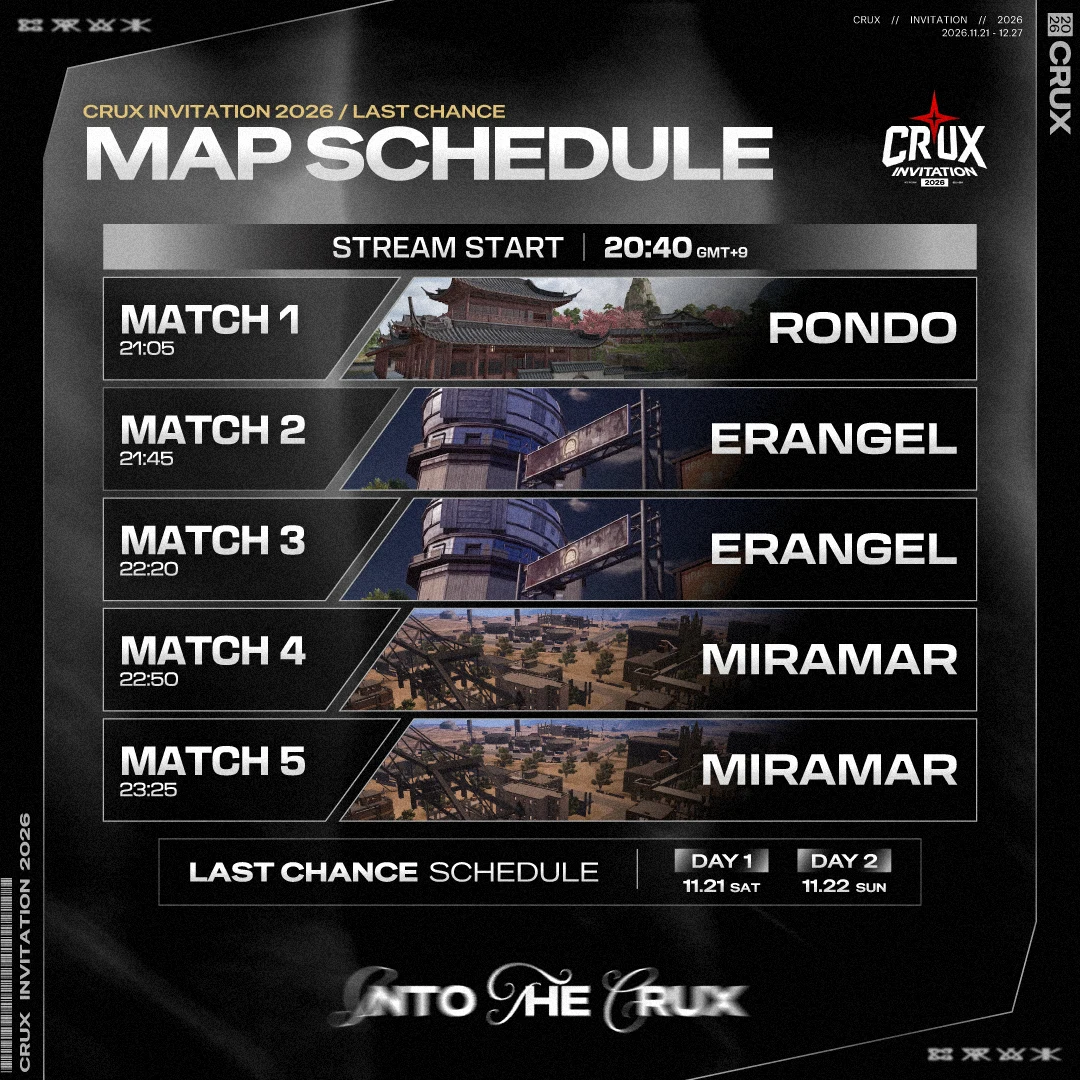 CRUX // INVITATION // 2026
2026.11.21 - 12.27
2026 CRUX
CRUX INVITATION 2026 / LAST CHANCE
MAP SCHEDULE
CRUX
INVITATION
2026
STREAM START | 20:40 GMT+9
MATCH 1
21:05
RONDO
MATCH 2
21:45
ERANGEL
MATCH 3
22:20
ERANGEL
MATCH 4
22:50
MIRAMAR
MATCH 5
23:25
MIRAMAR
LAST CHANCE SCHEDULE
DAY 1
11.21 SAT
DAY 2
11.22 SUN
CRUX INVITATION 2026
INTO THE CRUX